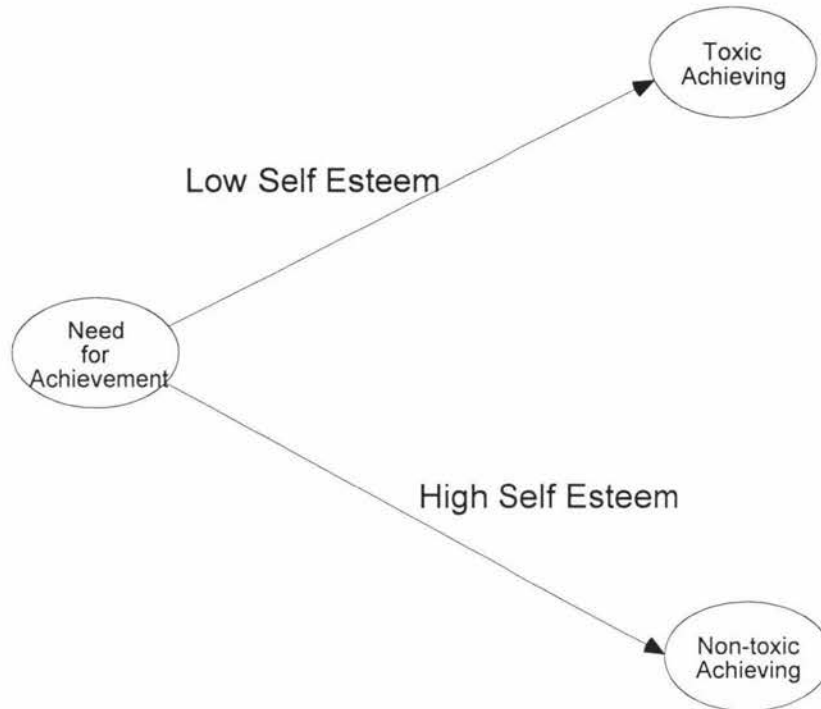 Toxic
Achieving
Low Self Esteem
Need
for
Achievement
High Self Esteem
Non-toxic
Achieving